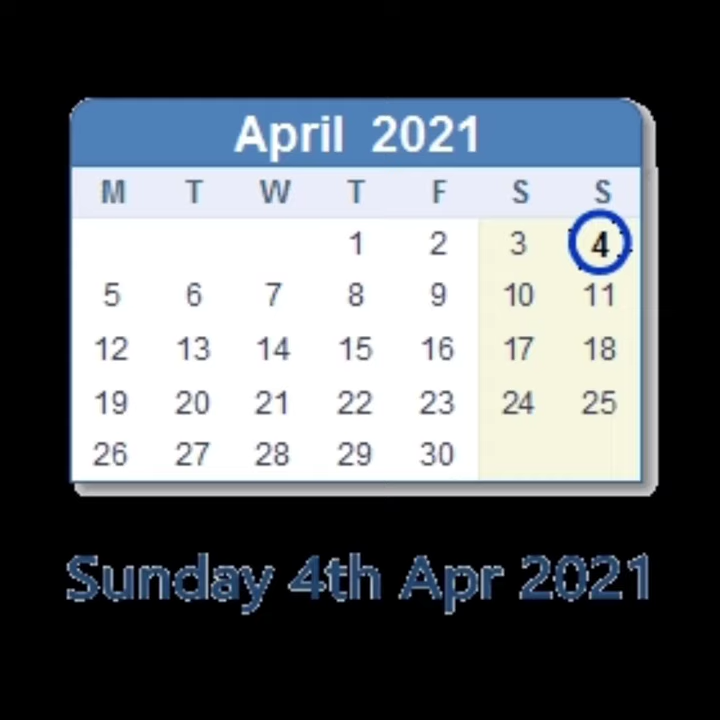 April 2021
M T W T F S S
1 2 3 4
5 6 7 8 9 10 11
12 13 14 15 16 17 18
19 20 21 22 23 24 25
26 27 28 29 30
Sunday 4th Apr 2021